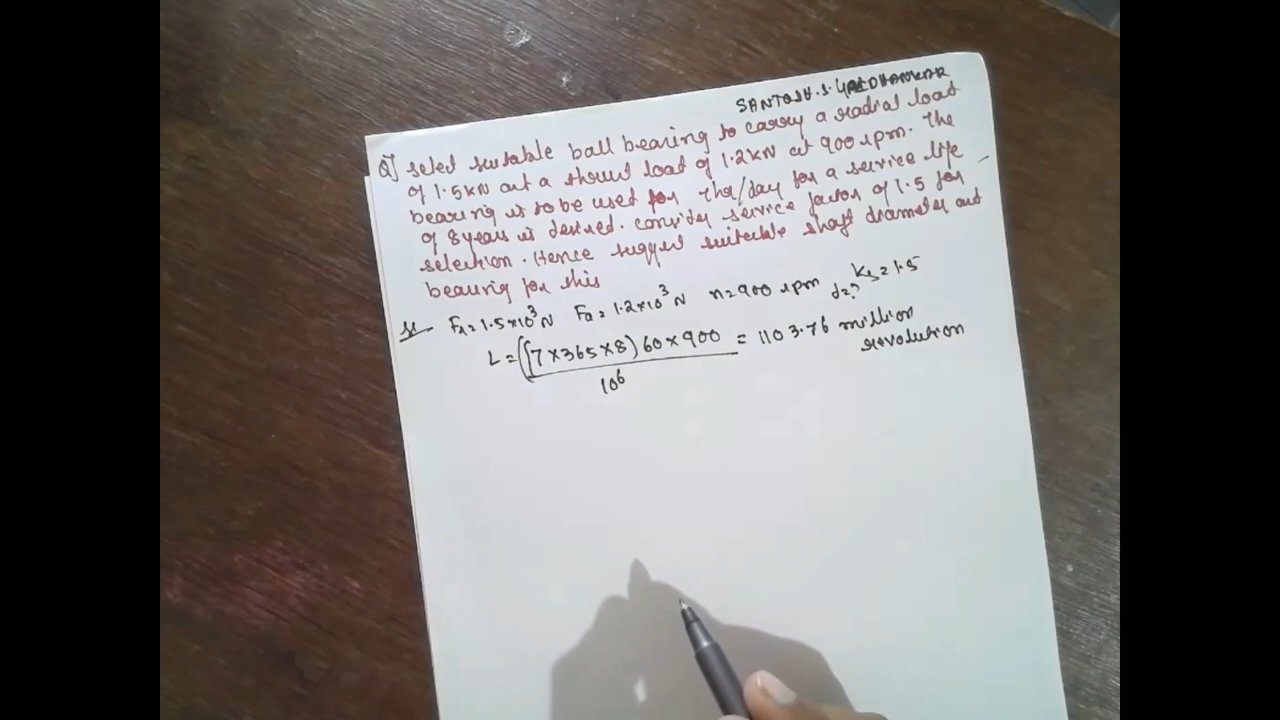 SANTOSH.S.
Q] select suitable ball bearing to carry a radial load
of 1.5KN and a thrust load of 1.2KN at 900 rpm. The
bearing is to be used for 7hr/day for a service life
of 8years is desired. consider service factor of 1.5 for
selection. Hence suggest suitable shaft diameter and
bearing for this
Fr=1.5×10³N Fa=1.2×10³N n=900 rpm ks=1.5
d=?
L=((7×365×8)60×900 = 1103.76 million
revolution
10⁶